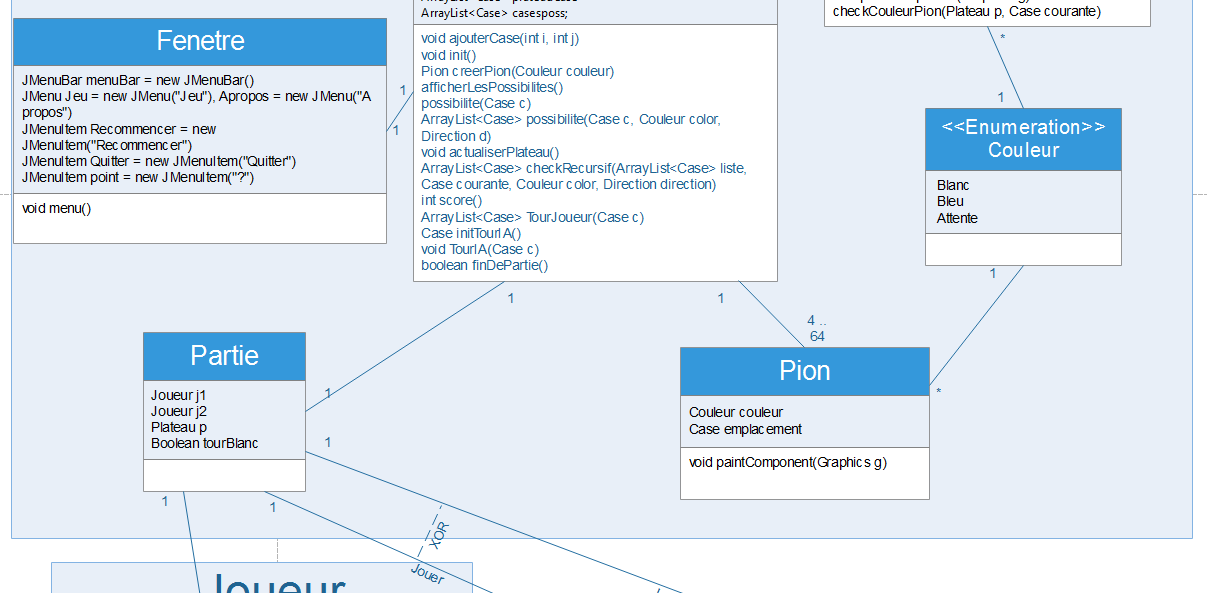 ArrayList<Case> casesposs;
checkCouleurPion(Plateau p, Case courante)
Fenetre
JMenuBar menuBar = new JMenuBar()
JMenu Jeu = new JMenu("Jeu"), Apropos = new JMenu("A
propos")
JMenuItem Recommencer = new
JMenuItem("Recommencer")
JMenuItem Quitter = new JMenuItem("Quitter")
JMenuItem point = new JMenuItem("?")
void menu()
1
1
void ajouterCase(int i, int j)
void init()
Pion creerPion(Couleur couleur)
afficherLesPossibilites()
possibilite(Case c)
ArrayList<Case> possibilite(Case c, Couleur color,
Direction d)
void actualiserPlateau()
ArrayList<Case> checkRecursif(ArrayList<Case> liste,
Case courante, Couleur color, Direction direction)
int score()
ArrayList<Case> TourJoueur(Case c)
Case initTourIA()
void TourIA(Case c)
boolean finDePartie()
*
1
<<Enumeration>>
Couleur
Blanc
Bleu
Attente
1
1
1
4 ..
64
Partie
Joueur j1
Joueur j2
Plateau p
Boolean tourBlanc
1
1
1
1
Pion
Couleur couleur
Case emplacement
void paintComponent(Graphics g)
*
XOR
Jouer
Joueur